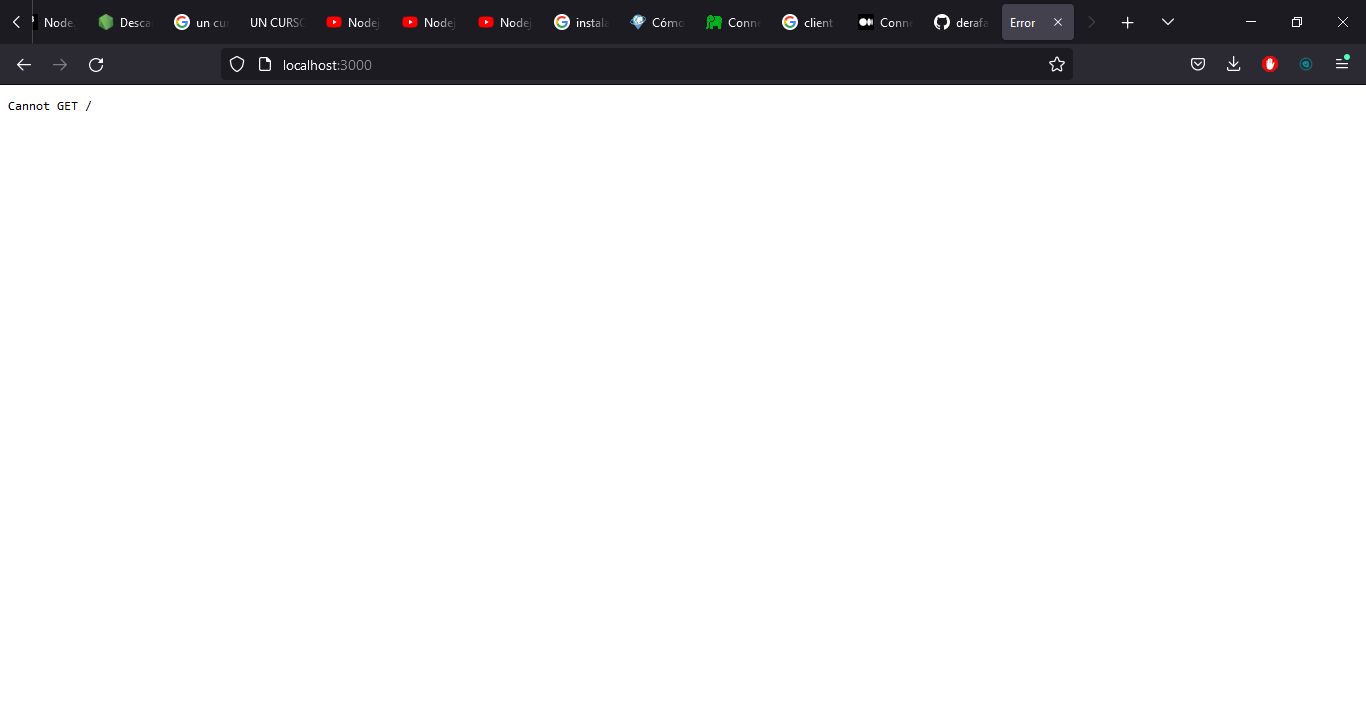 Node. Desca un cu UN CURSO Nodej Nodej Nodej instala Cómo Conne client Conne derafa Error
localhost:3000
Cannot GET /